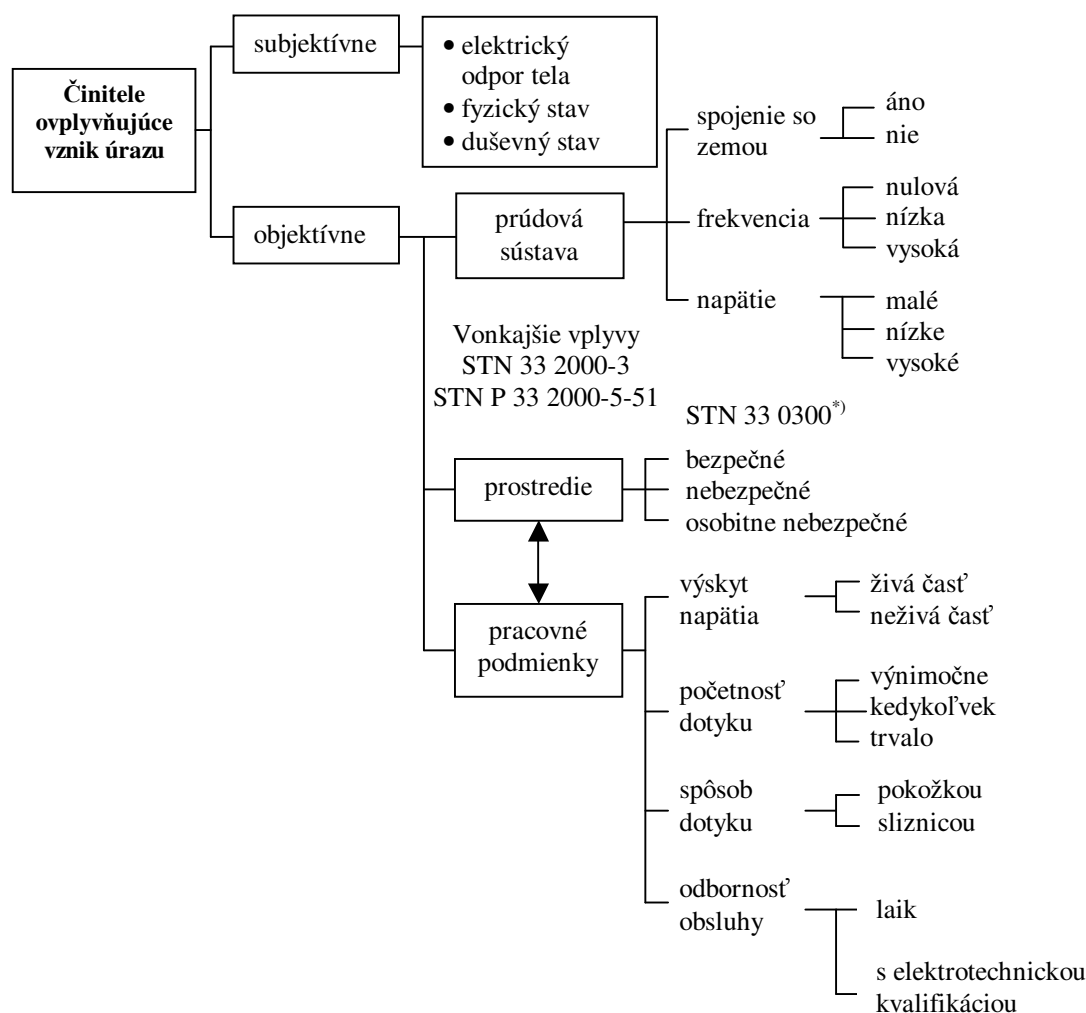 Činitele
ovplyvňujúce
vznik úrazu
subjektívne
• elektrický
odpor tela
• fyzický stav
• duševný stav
objektívne
prúdová
sústava
spojenie so
zemou
áno
nie
frekvencia
nulová
nízka
vysoká
napätie
malé
nízke
vysoké
Vonkajšie vplyvy
STN 33 2000-3
STN P 33 2000-5-51
STN 33 0300*)
prostredie
bezpečné
nebezpečné
osobitne nebezpečné
pracovné
podmienky
výskyt
napätia
živá časť
neživá časť
početnosť
dotyku
výnimočne
kedykoľvek
trvalo
spôsob
dotyku
pokožkou
sliznicou
odbornosť
obsluhy
laik
s elektrotechnickou
kvalifikáciou